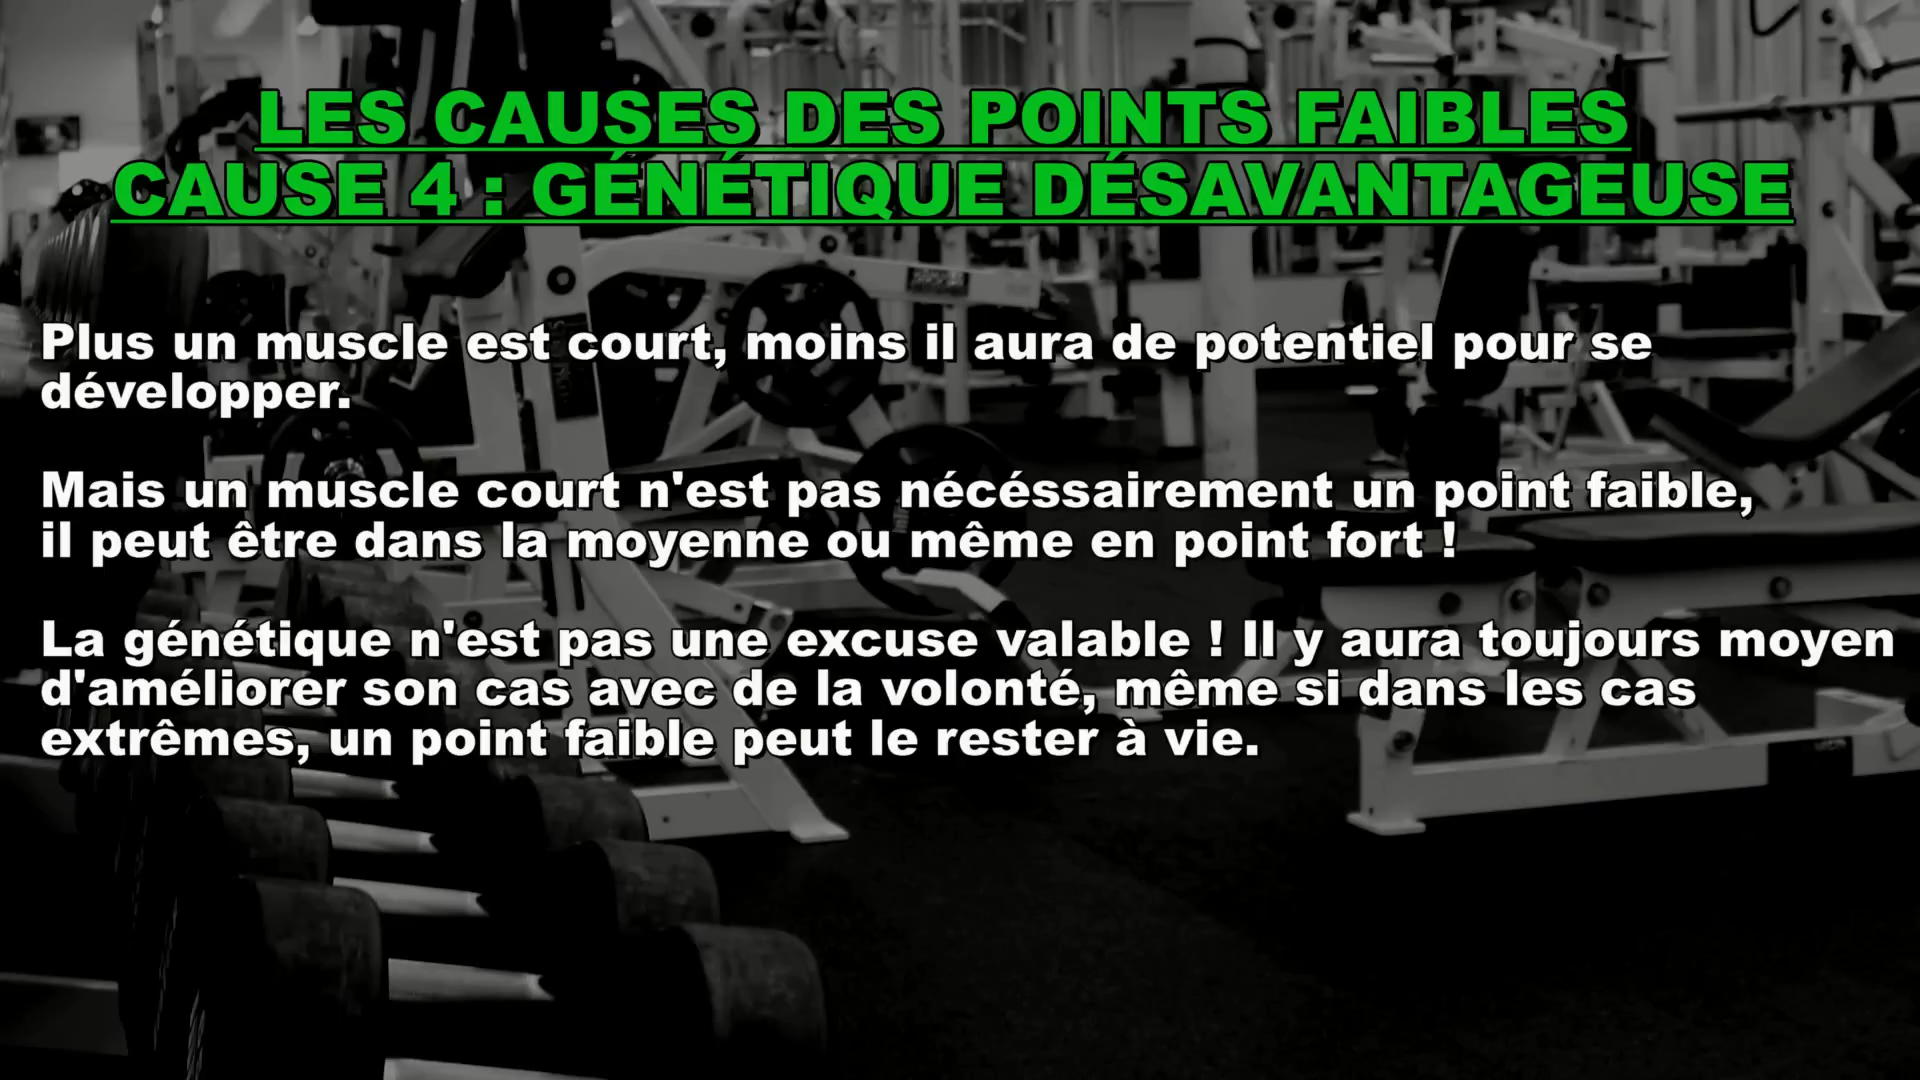 LES CAUSES DES POINTS FAIBLES
CAUSE 4 : GÉNÉTIQUE DÉSAVANTAGEUSE
Plus un muscle est court, moins il aura de potentiel pour se
développer.
Mais un muscle court n'est pas nécéssairement un point faible,
il peut être dans la moyenne ou même en point fort !
La génétique n'est pas une excuse valable ! Il y aura toujours moyen
d'améliorer son cas avec de la volonté, même si dans les cas
extrêmes, un point faible peut le rester à vie.